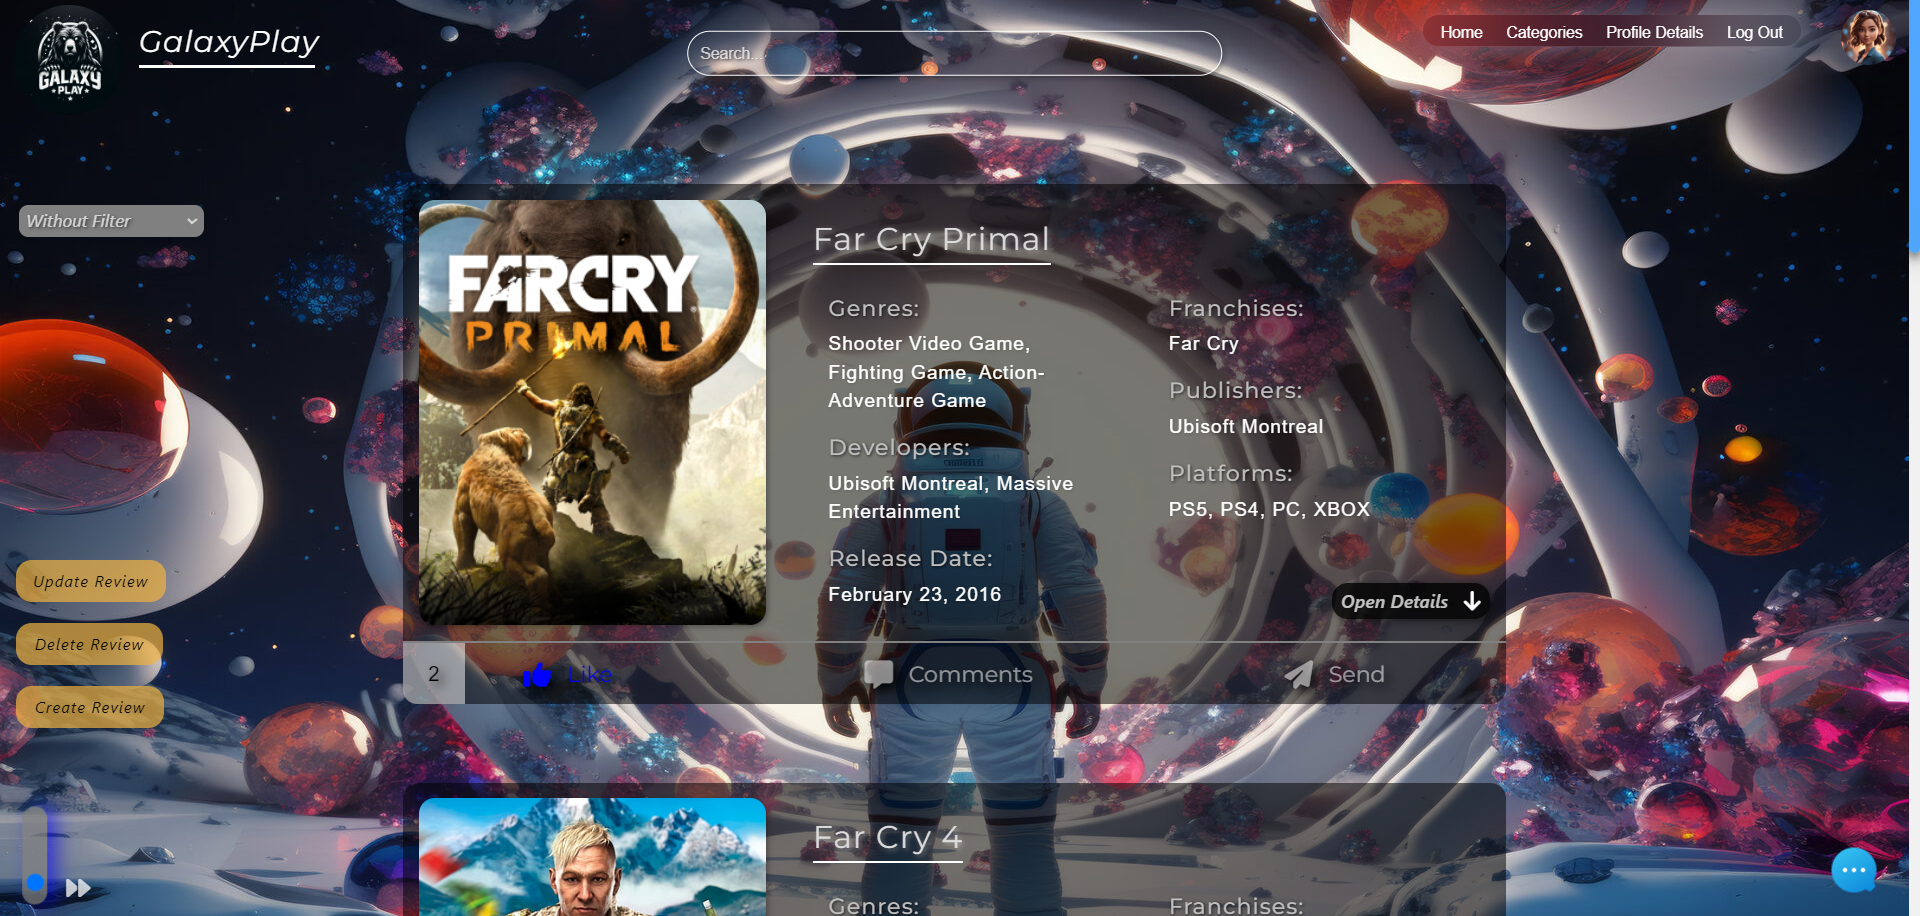 GALAXY
PLAY
GalaxyPlay
Search...
Home
Categories
Profile Details
Log Out
Without Filter
FARCRY
PRIMAL
Far Cry Primal
Genres:
Shooter Video Game,
Fighting Game, Action-
Adventure Game
Developers:
Ubisoft Montreal, Massive
Entertainment
Release Date:
February 23, 2016
Franchises:
Far Cry
Publishers:
Ubisoft Montreal
Platforms:
PS5, PS4, PC, XBOX
Open Details
Update Review
Delete Review
Create Review
2
Like
Comments
Send
Far Cry 4
Genres:
Franchises: